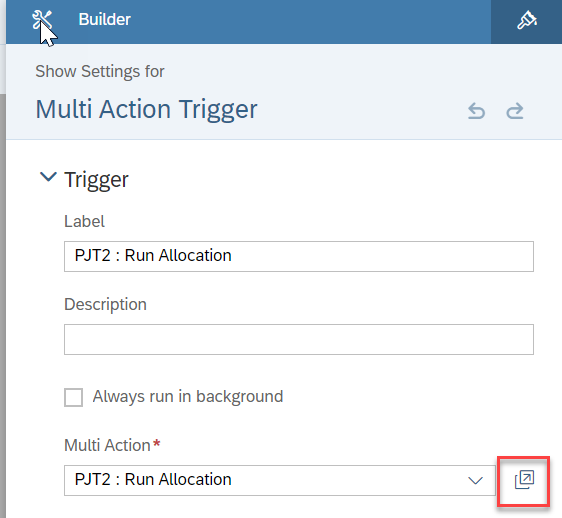 Builder
Show Settings for
Multi Action Trigger
Trigger
Label
PJT2 : Run Allocation
Description
Always run in background
Multi Action*
PJT2 : Run Allocation